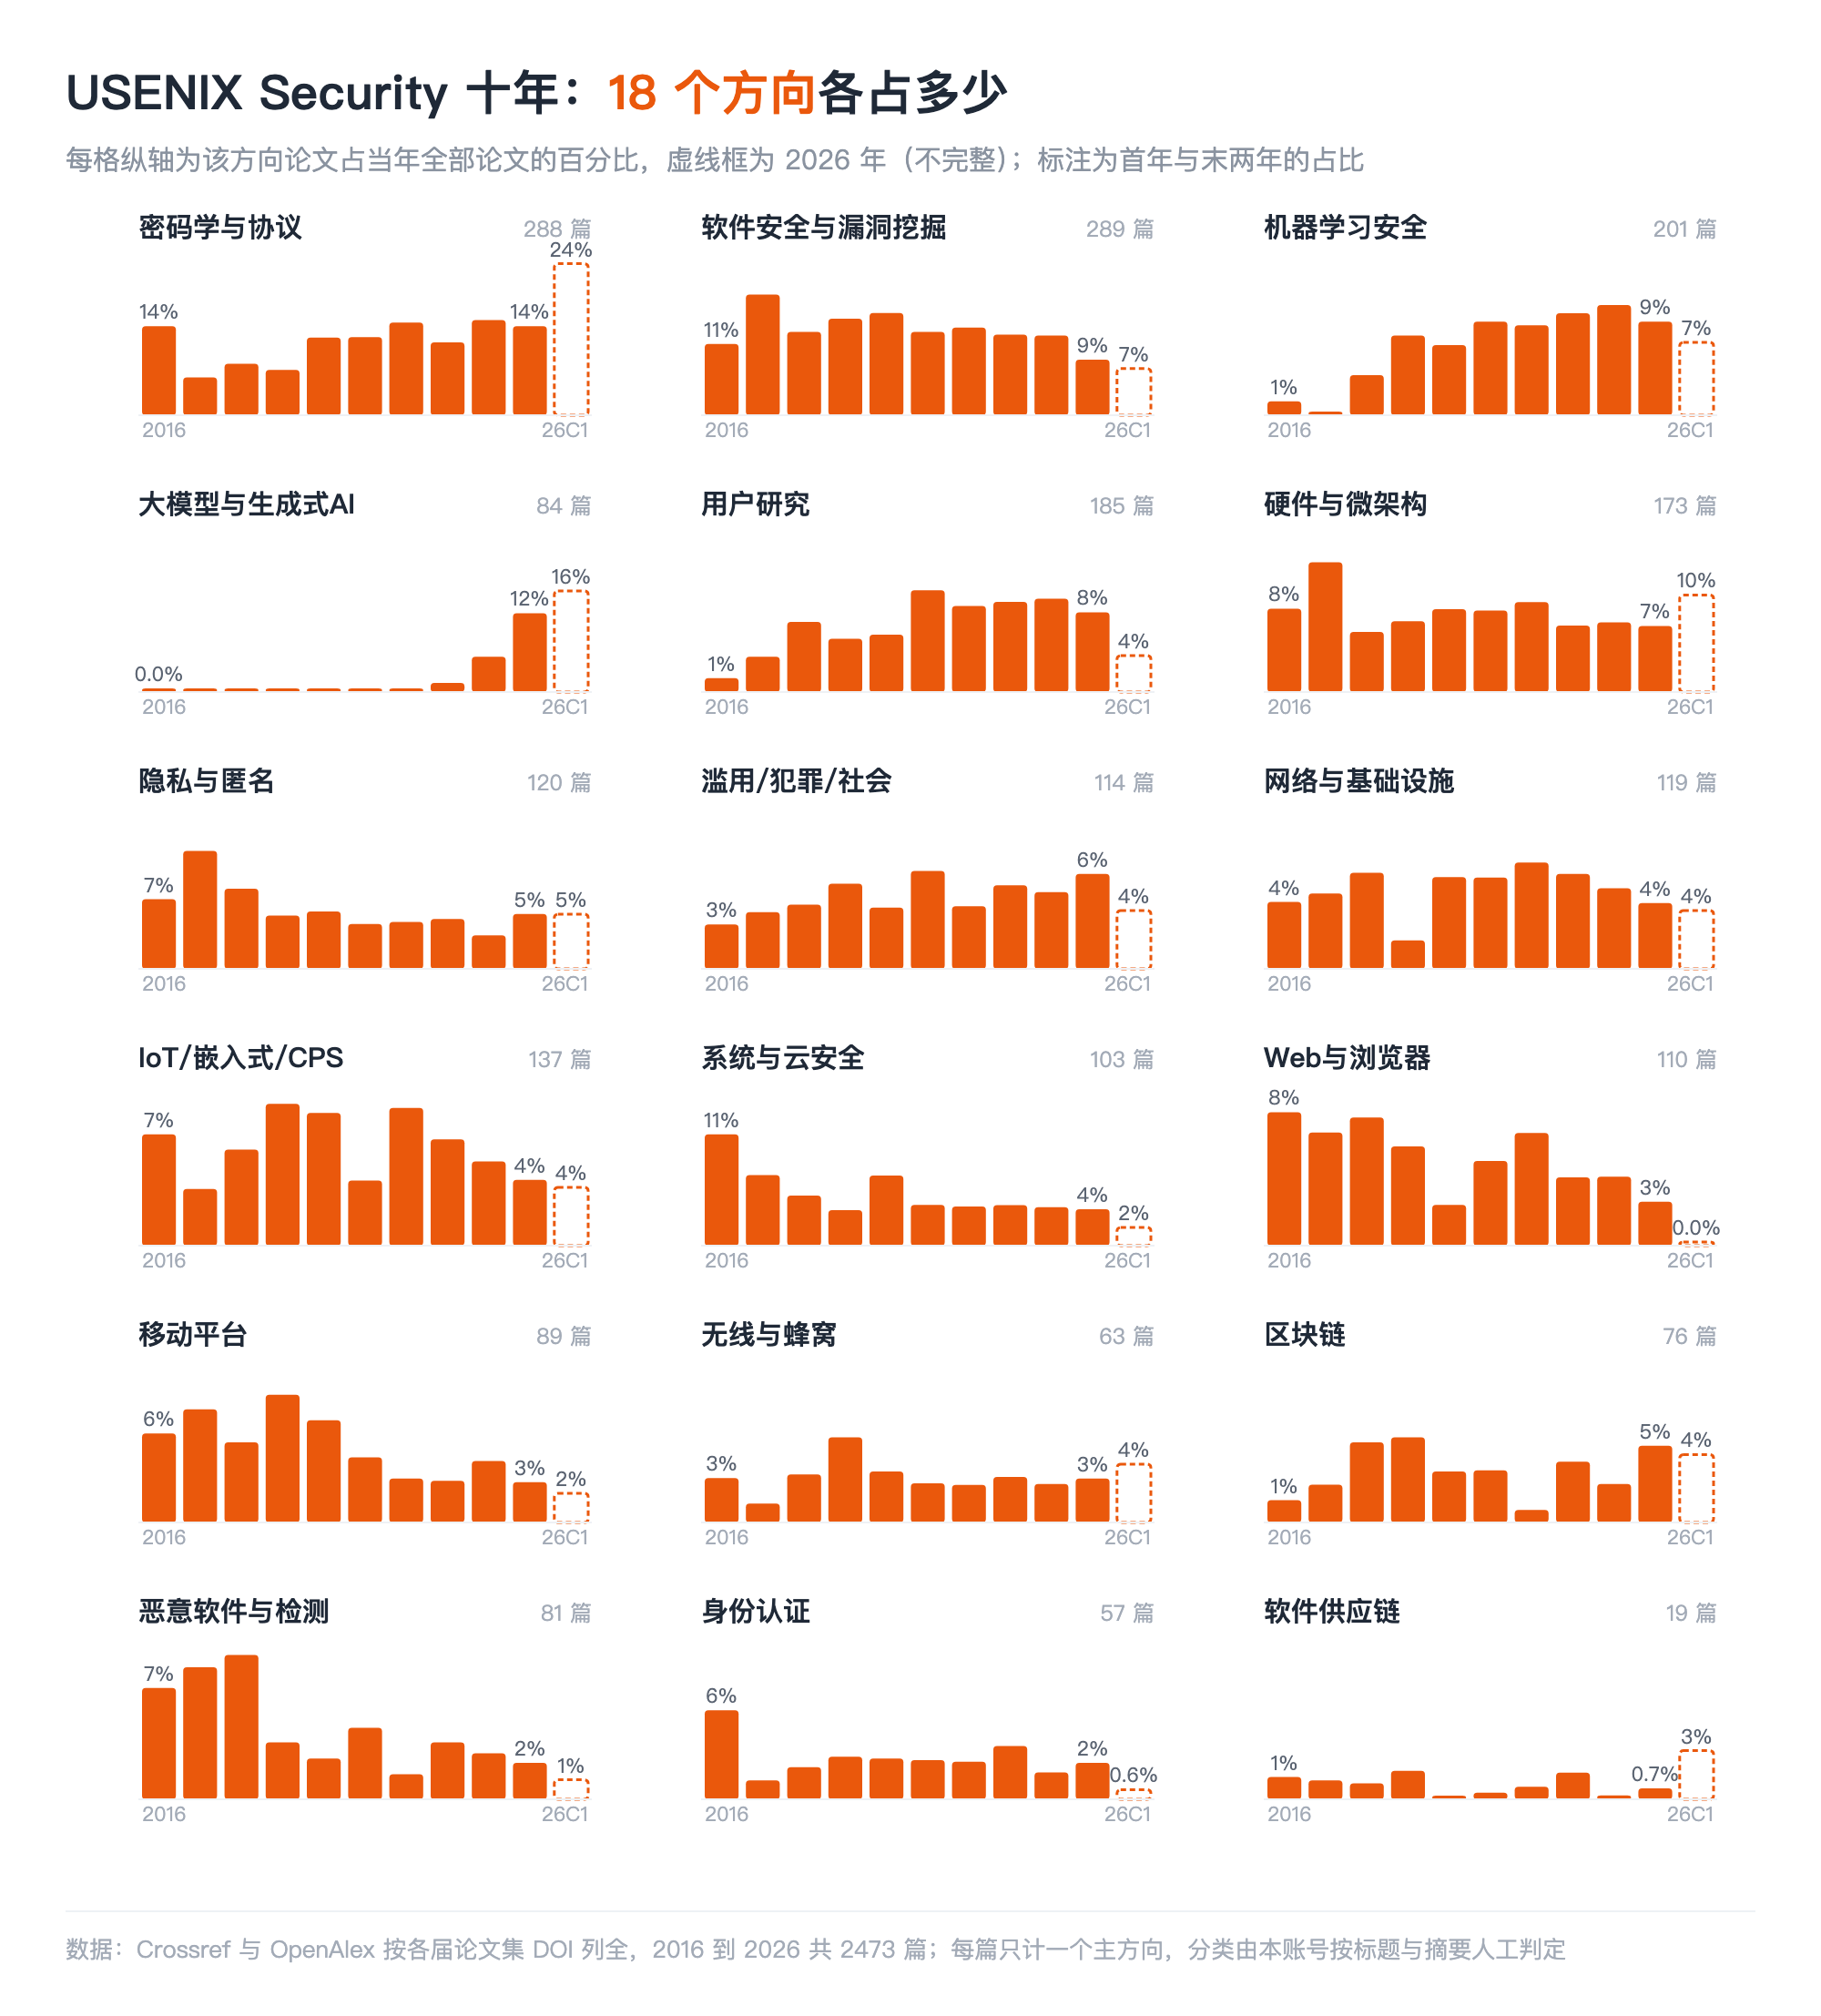 USENIX Security 十年：18 个方向各占多少
每格纵轴为该方向论文占当年全部论文的百分比，虚线框为 2026 年（不完整）；标注为首年与末两年的占比
密码学与协议 288 篇
14% 14% 24%
2016 26C1
软件安全与漏洞挖掘 289 篇
11% 9% 7%
2016 26C1
机器学习安全 201 篇
1% 9% 7%
2016 26C1
大模型与生成式AI 84 篇
0.0% 12% 16%
2016 26C1
用户研究 185 篇
1% 8% 4%
2016 26C1
硬件与微架构 173 篇
8% 7% 10%
2016 26C1
隐私与匿名 120 篇
7% 5% 5%
2016 26C1
滥用/犯罪/社会 114 篇
3% 6% 4%
2016 26C1
网络与基础设施 119 篇
4% 4% 4%
2016 26C1
IoT/嵌入式/CPS 137 篇
7% 4% 4%
2016 26C1
系统与云安全 103 篇
11% 4% 2%
2016 26C1
Web与浏览器 110 篇
8% 3% 0.0%
2016 26C1
移动平台 89 篇
6% 3% 2%
2016 26C1
无线与蜂窝 63 篇
3% 3% 4%
2016 26C1
区块链 76 篇
1% 5% 4%
2016 26C1
恶意软件与检测 81 篇
7% 2% 1%
2016 26C1
身份认证 57 篇
6% 2% 0.6%
2016 26C1
软件供应链 19 篇
1% 0.7% 3%
2016 26C1
数据：Crossref 与 OpenAlex 按各届论文集 DOI 列全，2016 到 2026 共 2473 篇；每篇只计一个主方向，分类由本账号按标题与摘要人工判定